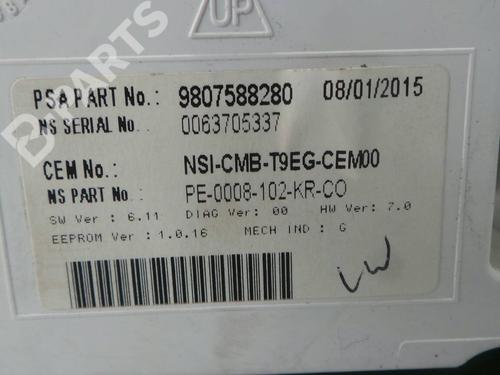 UP
B-PARTS
PSA PART No.: 9807588280 08/01/2015
NS SERIAL No. 0063705337
CEM No.: NSI-CMB-T9EG-CEM00
NS PART No : PE-0008-102-KR-CO
SW Ver : 6.11 DIAG Ver : 00 HW Ver : 7.0
EEPROM Ver : 1.0.16 MECH IND : G